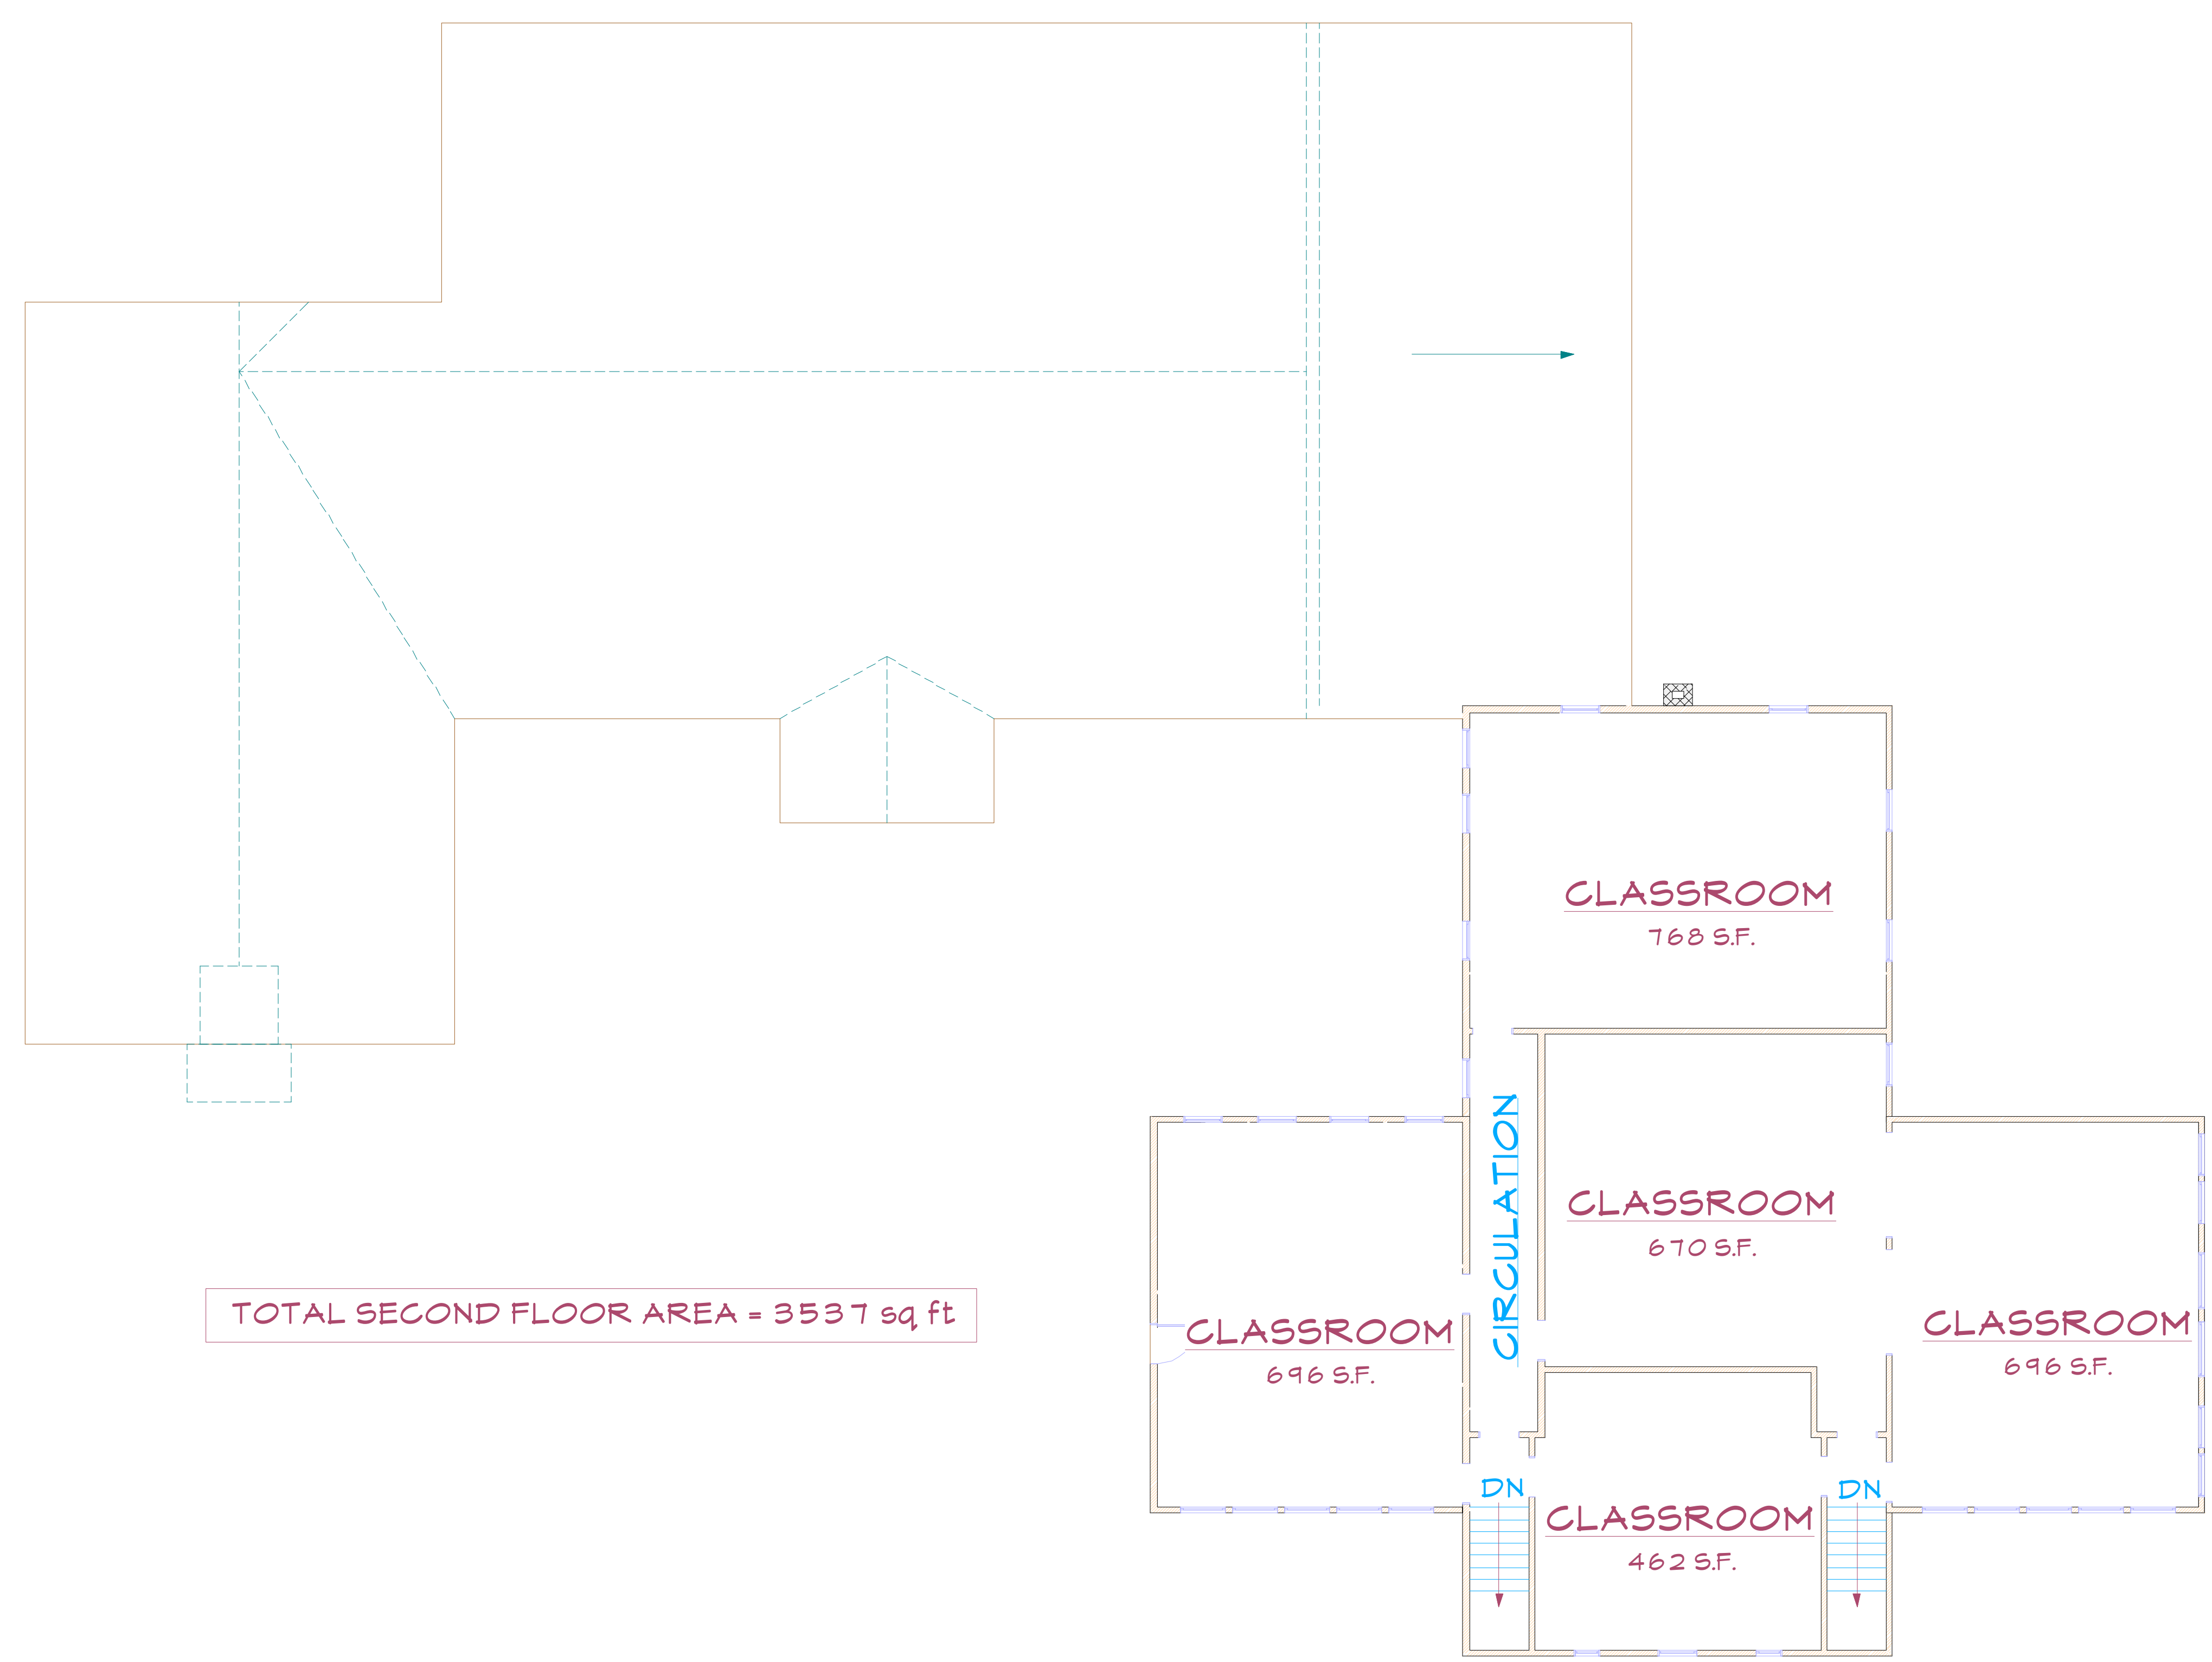 CLASSROOM
768 S.F.
CIRCULATION
CLASSROOM
670 S.F.
TOTAL SECOND FLOOR AREA = 3537 sq ft
CLASSROOM
696 S.F.
CLASSROOM
696 S.F.
DN
DN
CLASSROOM
462 S.F.